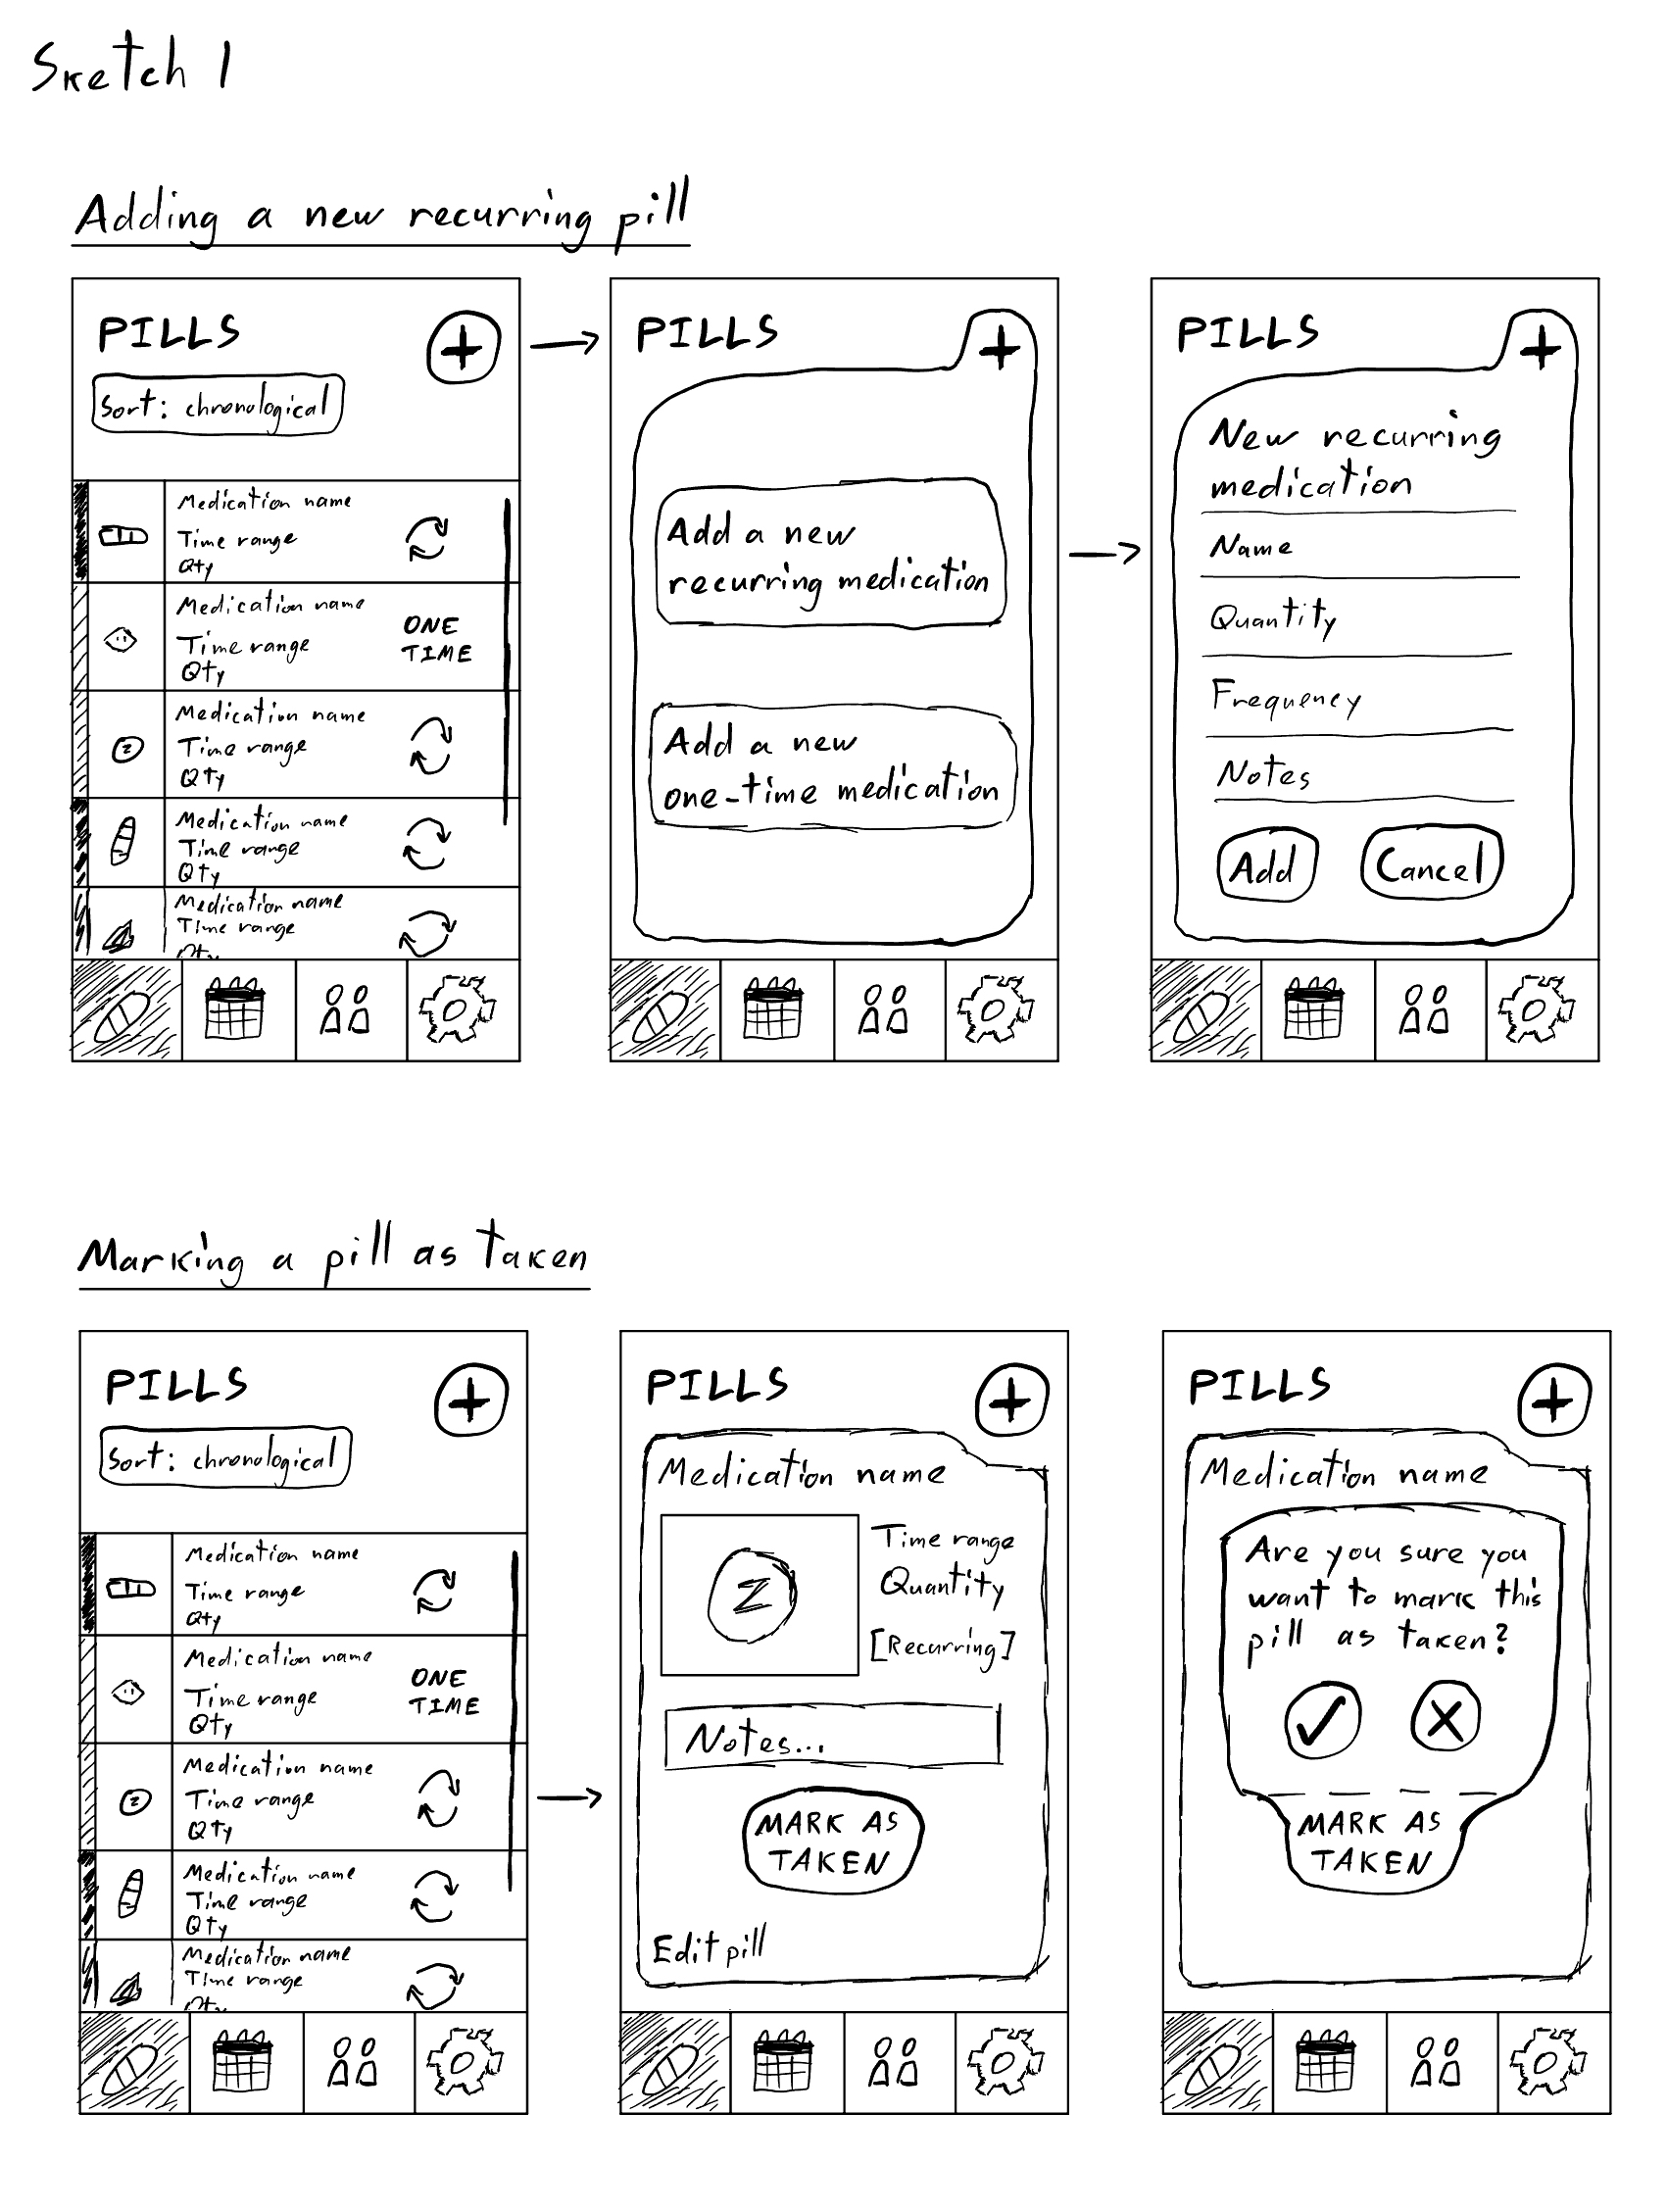 Sketch 1
Adding a new recurring pill
PILLS
+
Sort: chronological
Medication name
Time range
Qty
Medication name
Time range
Qty
ONE
TIME
Medication name
Time range
Qty
Medication name
Time range
Qty
Medication name
Time range
Qty
PILLS
+
Add a new
recurring medication
Add a new
one-time medication
PILLS
+
New recurring
medication
Name
Quantity
Frequency
Notes
Add
Cancel
Marking a pill as taken
PILLS
+
Sort: chronological
Medication name
Time range
Qty
Medication name
Time range
Qty
ONE
TIME
Medication name
z
Time range
Qty
Medication name
Time range
Qty
Medication name
Time range
Qty
PILLS
+
Medication name
Z
Time range
Quantity
[Recurring]
Notes...
MARK AS
TAKEN
Edit pill
PILLS
+
Medication name
Are you sure you
want to mark this
pill as taken?
MARK AS
TAKEN